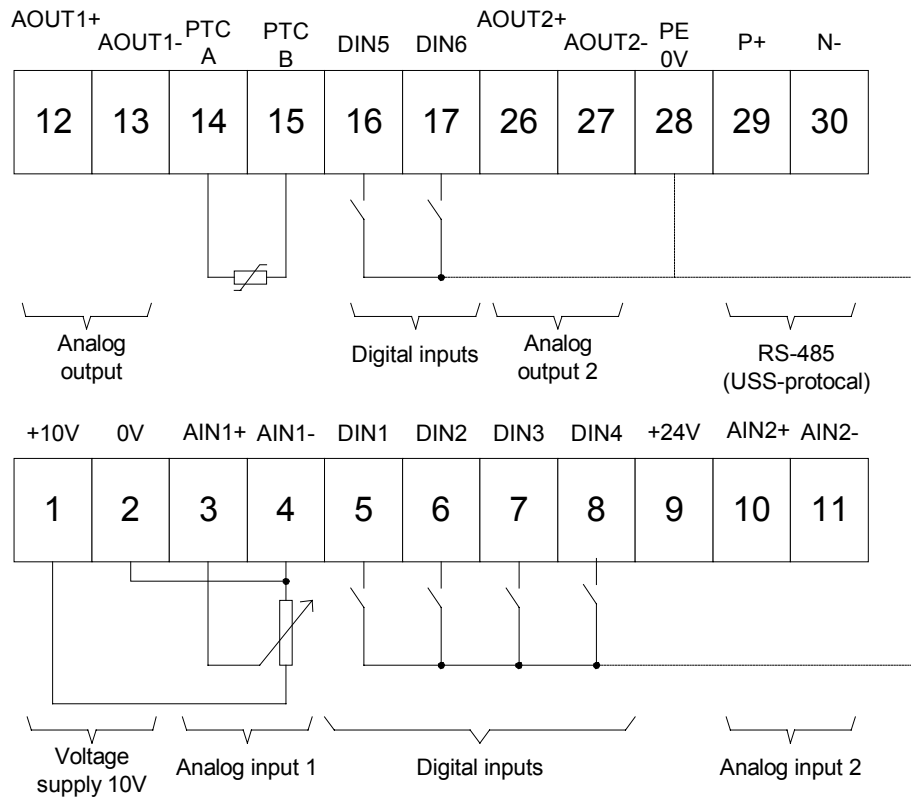 AOUT1+ AOUT1- PTC A PTC B DIN5 DIN6 AOUT2+ AOUT2- PE 0V P+ N-
12 13 14 15 16 17 26 27 28 29 30
Analog output
Digital inputs
Analog output 2
RS-485 (USS-protocal)
+10V 0V AIN1+ AIN1- DIN1 DIN2 DIN3 DIN4 +24V AIN2+ AIN2-
1 2 3 4 5 6 7 8 9 10 11
Voltage supply 10V
Analog input 1
Digital inputs
Analog input 2